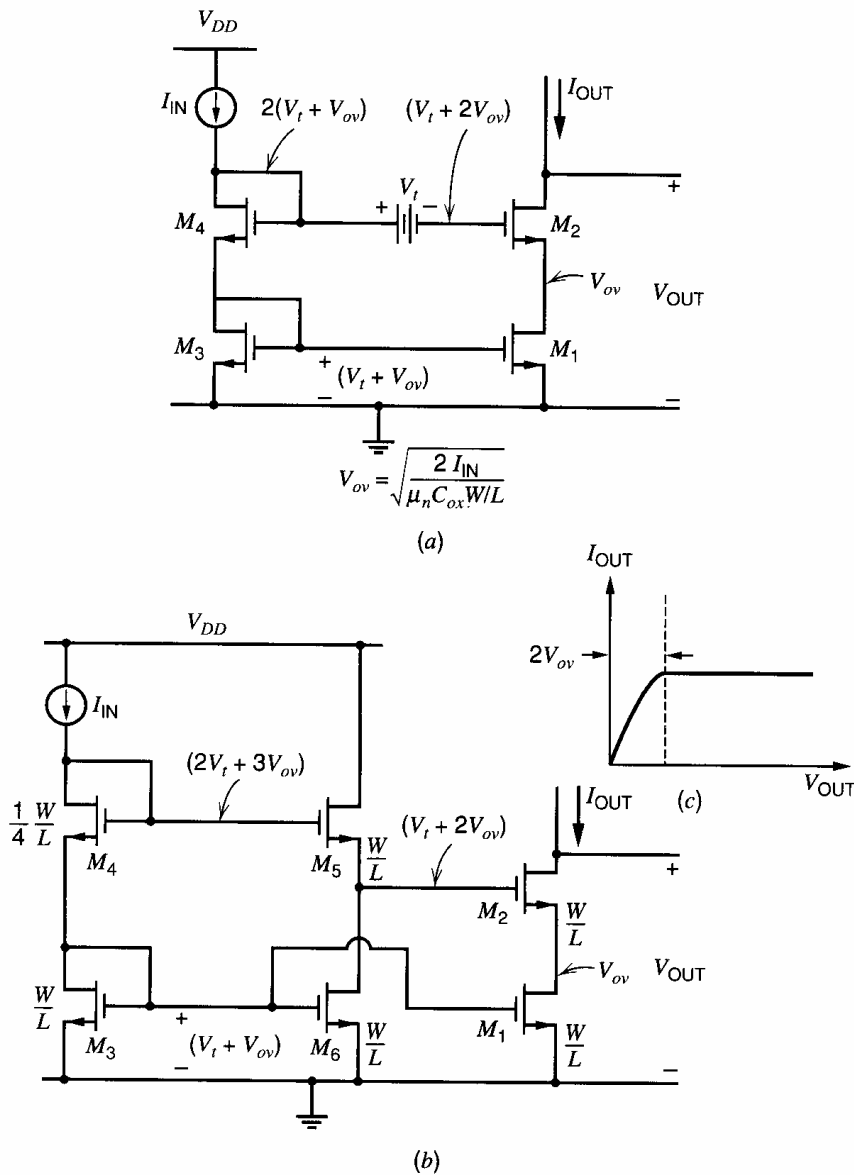 V_DD
I_IN
2(V_t + V_ov)
(V_t + 2V_ov)
I_OUT
V_t
+
−
+
M_4
M_2
V_ov
V_OUT
M_3
M_1
+
(V_t + V_ov)
−
−
V_ov = √(2 I_IN / μ_n C_ox W/L)
(a)
I_OUT
2V_ov
V_OUT
(c)
V_DD
I_IN
(2V_t + 3V_ov)
I_OUT
1/4 W/L
M_4
M_5
W/L
(V_t + 2V_ov)
+
M_2
W/L
V_ov
V_OUT
W/L
M_3
+
(V_t + V_ov)
−
M_6
W/L
M_1
W/L
−
(b)